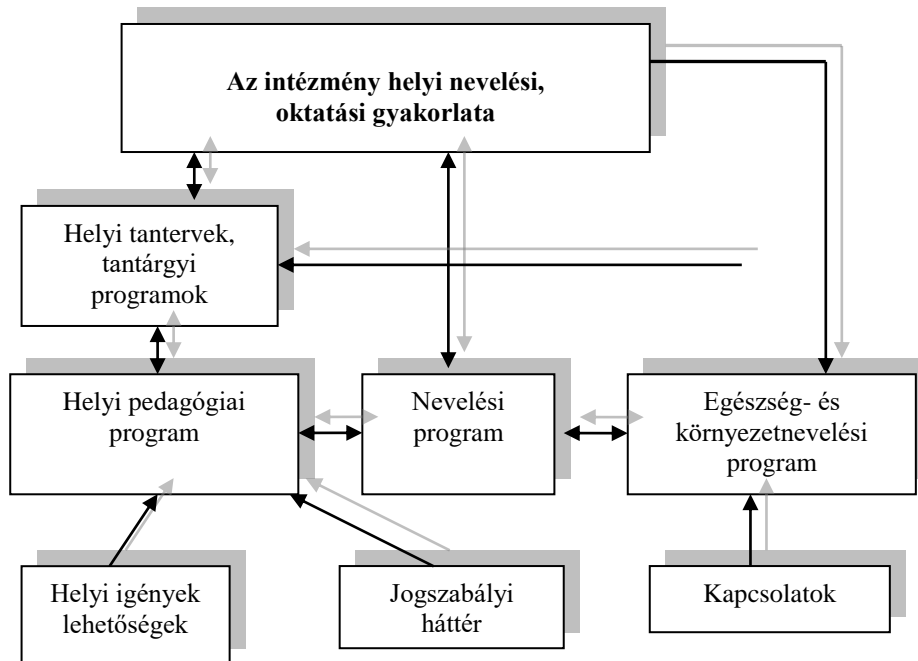 Az intézmény helyi nevelési,
oktatási gyakorlata
Helyi tantervek,
tantárgyi
programok
Helyi pedagógiai
program
Nevelési
program
Egészség- és
környezetnevelési
program
Helyi igények
lehetőségek
Jogszabályi
háttér
Kapcsolatok